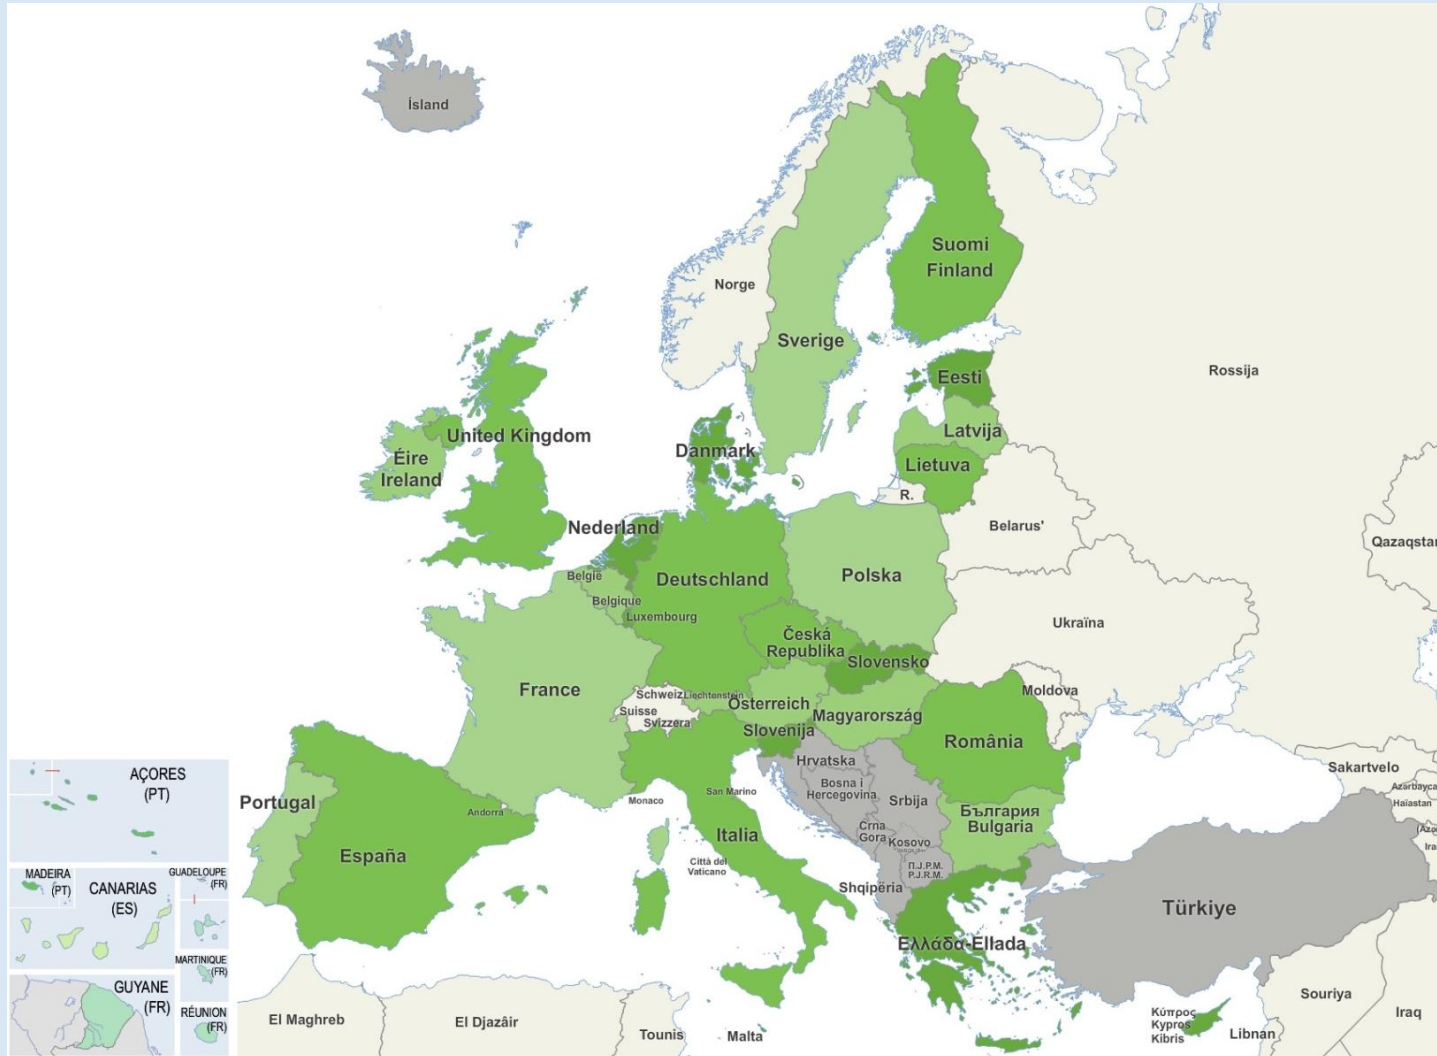 Ísland
Suomi
Finland
Norge
Sverige
Eesti
Rossija
Latvija
United Kingdom
Danmark
Éire
Ireland
Lietuva
R.
Belarus'
Nederland
Qazaqstan
België
Deutschland
Polska
Belgique
Luxembourg
Ukraïna
Česká
Republika
Slovensko
France
Schweiz
Liechtenstein
Österreich
Moldova
Suisse
Svizzera
Magyarország
Slovenija
România
Hrvatska
Sakartvelo
AÇORES
(PT)
Bosna i
Hercegovina
Srbija
Haïastan
Portugal
Monaco
San Marino
Andorra
България
Bulgaria
Crna
Gora
Kosovo
Italia
España
Città del
Vaticano
П.Ј.Р.М.
P.J.R.M.
MADEIRA
(PT)
CANARIAS
(ES)
GUADELOUPE
(FR)
Shqipëria
Türkiye
Ελλάδα-Ellada
MARTINIQUE
(FR)
GUYANE
(FR)
RÉUNION
(FR)
El Maghreb
El Djazâir
Tounis
Malta
Κύπρος
Kypros
Kibris
Libnan
Souriya
Iraq